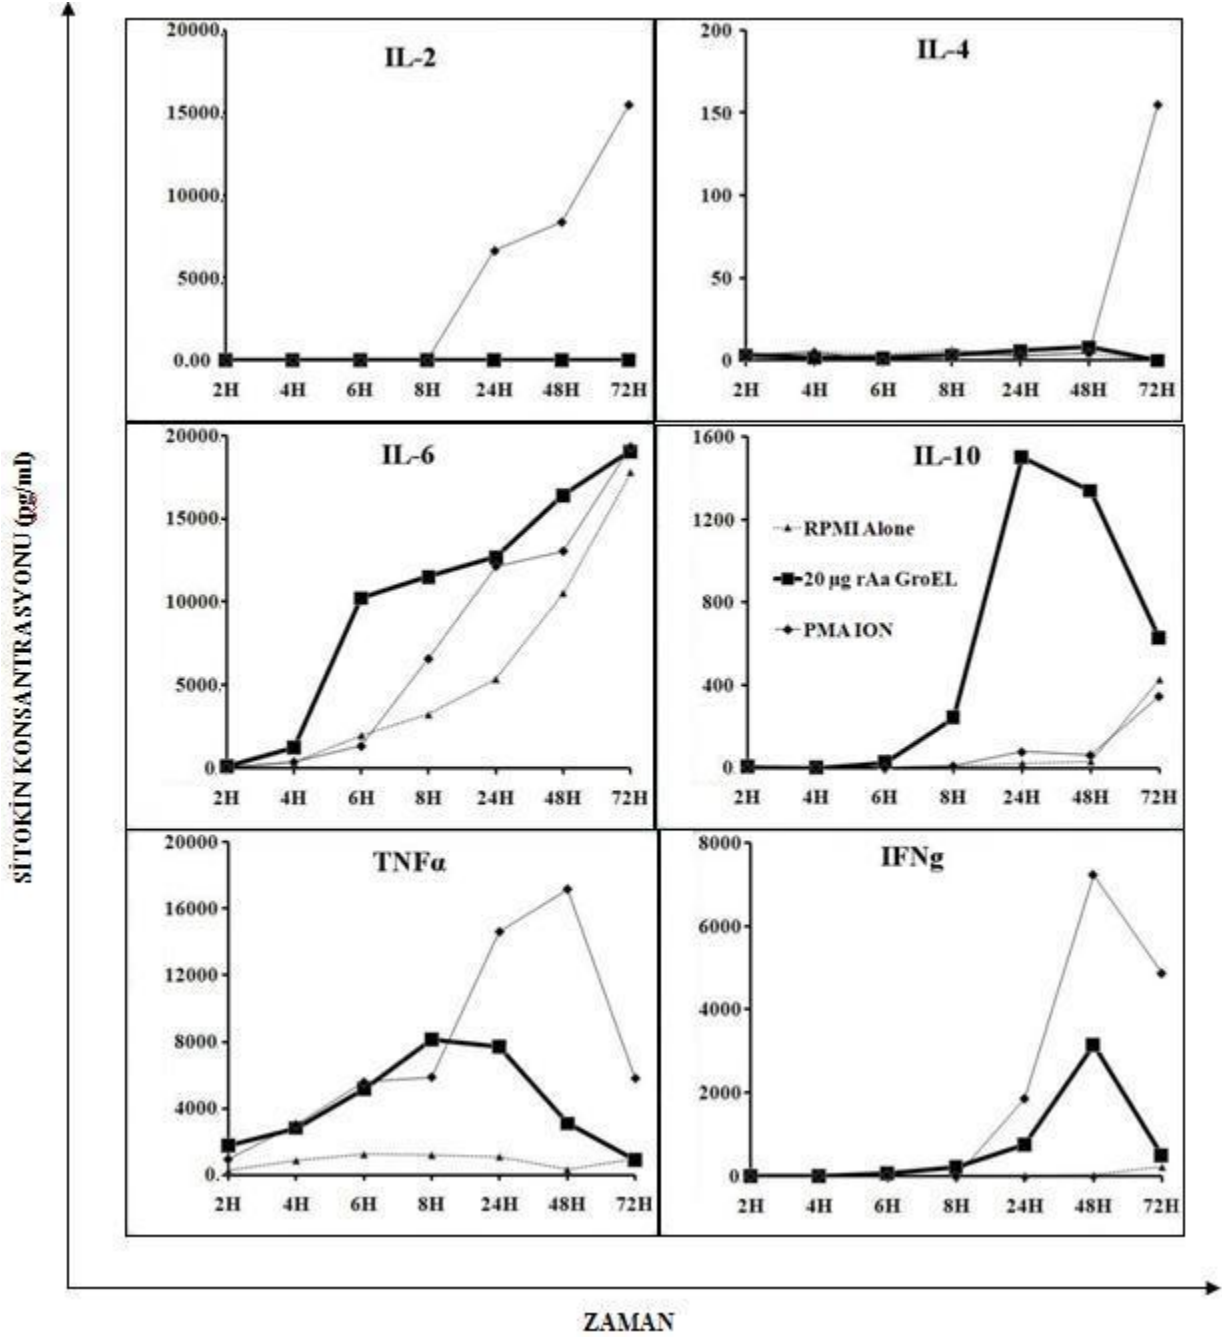 SİTOKİN KONSANTRASYONU (pg/ml)
IL-2
20000.
15000.
10000.
5000.
0.00
2H 4H 6H 8H 24H 48H 72H
IL-4
200
150
100
50
0
2H 4H 6H 8H 24H 48H 72H
IL-6
20000.
15000.
10000.
5000.
0.
2H 4H 6H 8H 24H 48H 72H
IL-10
1600
1200
800
400
0
RPMI Alone
20 µg rAa GroEL
PMA ION
2H 4H 6H 8H 24H 48H 72H
TNFα
20000
16000
12000
8000
4000
0.
2H 4H 6H 8H 24H 48H 72H
IFNg
8000
6000
4000
2000
0
2H 4H 6H 8H 24H 48H 72H
ZAMAN